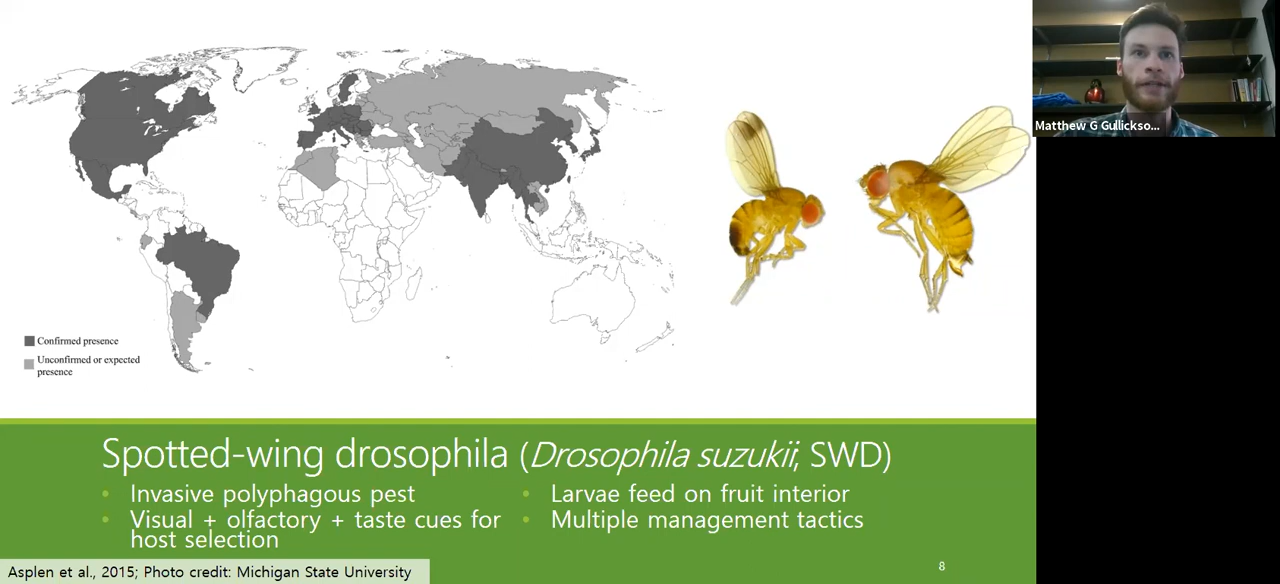 Matthew G Gullickso...
Confirmed presence
Unconfirmed or expected
presence
Spotted-wing drosophila (Drosophila suzukii; SWD)
• Invasive polyphagous pest
• Visual + olfactory + taste cues for
host selection
• Larvae feed on fruit interior
• Multiple management tactics
Asplen et al., 2015; Photo credit: Michigan State University
8